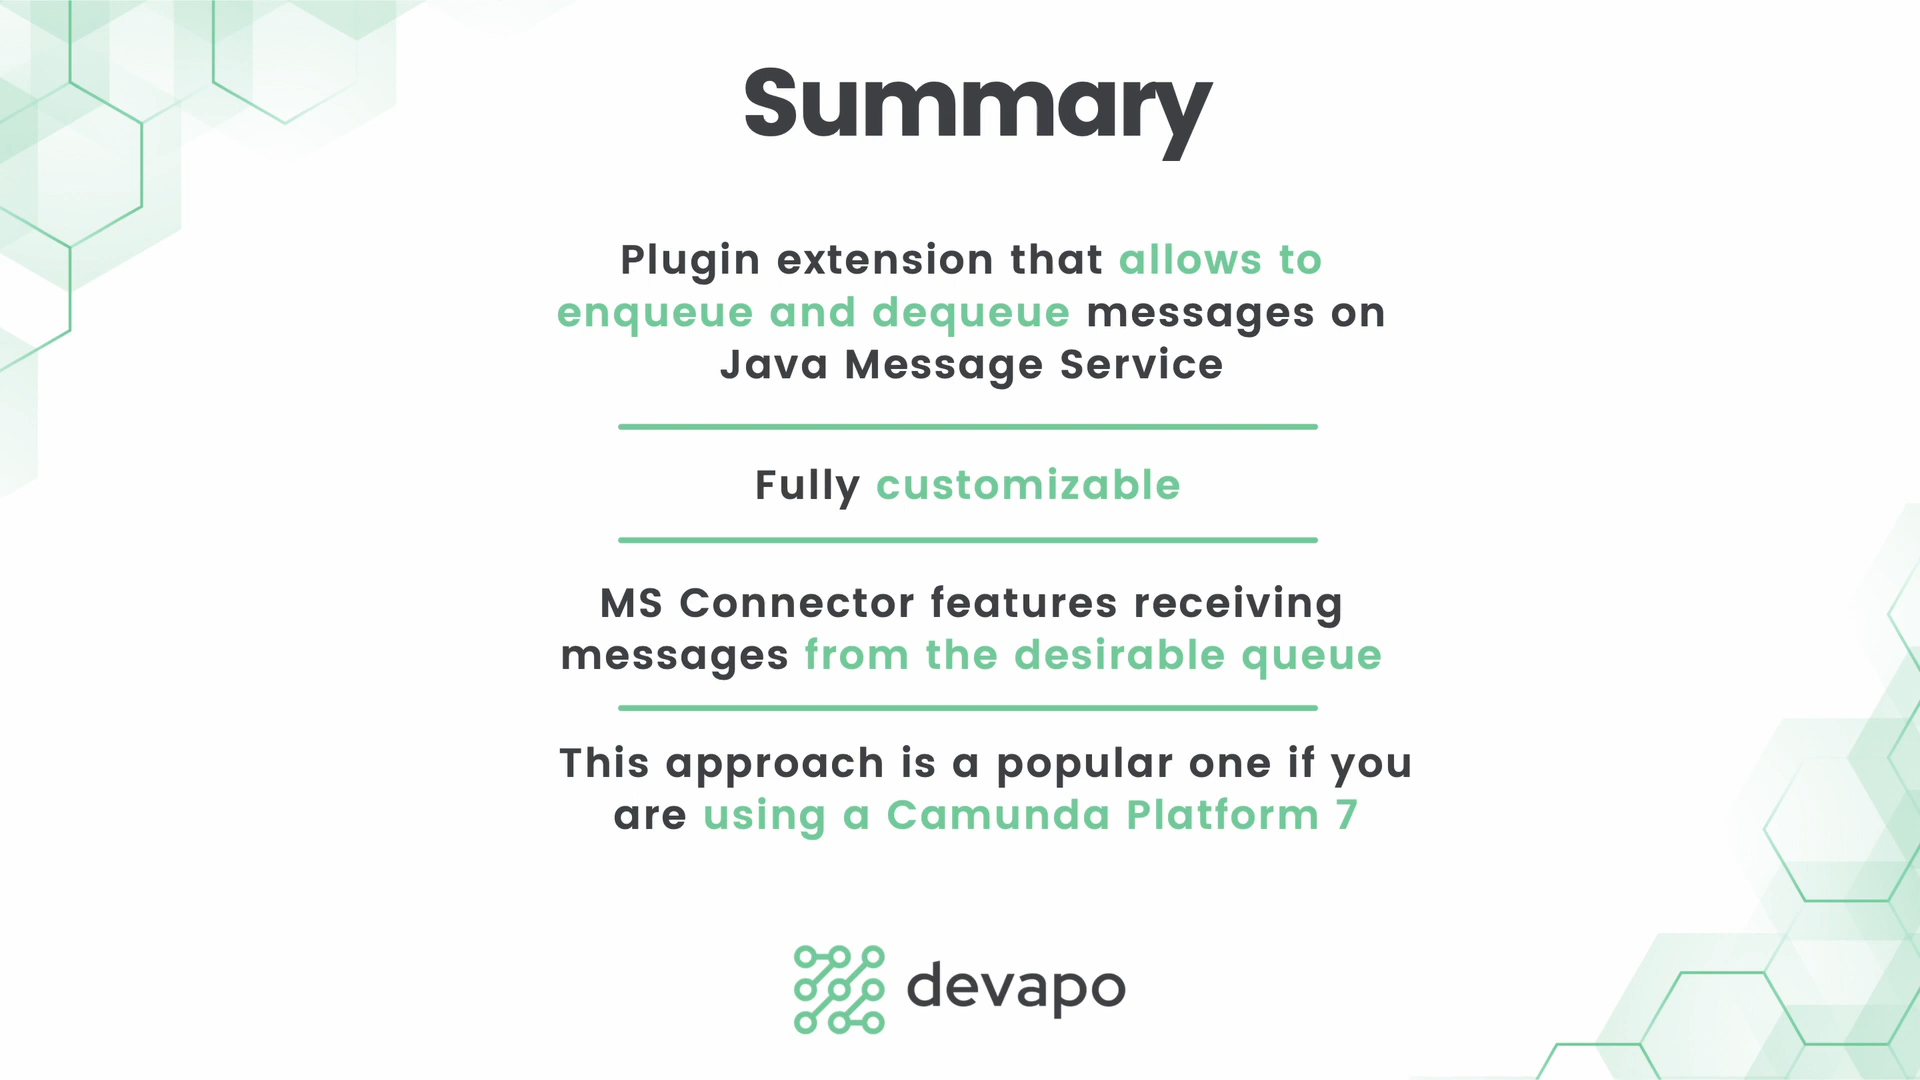 Summary
Plugin extension that allows to
enqueue and dequeue messages on
Java Message Service
Fully customizable
MS Connector features receiving
messages from the desirable queue
This approach is a popular one if you
are using a Camunda Platform 7
devapo